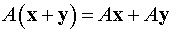 A(x + y) = Ax + Ay